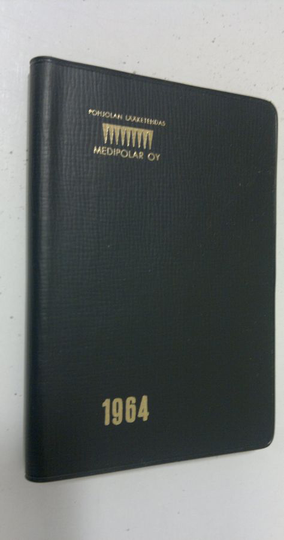 POHJOLAN LÄÄKETEHDAS
MEDIPOLAR OY
1964